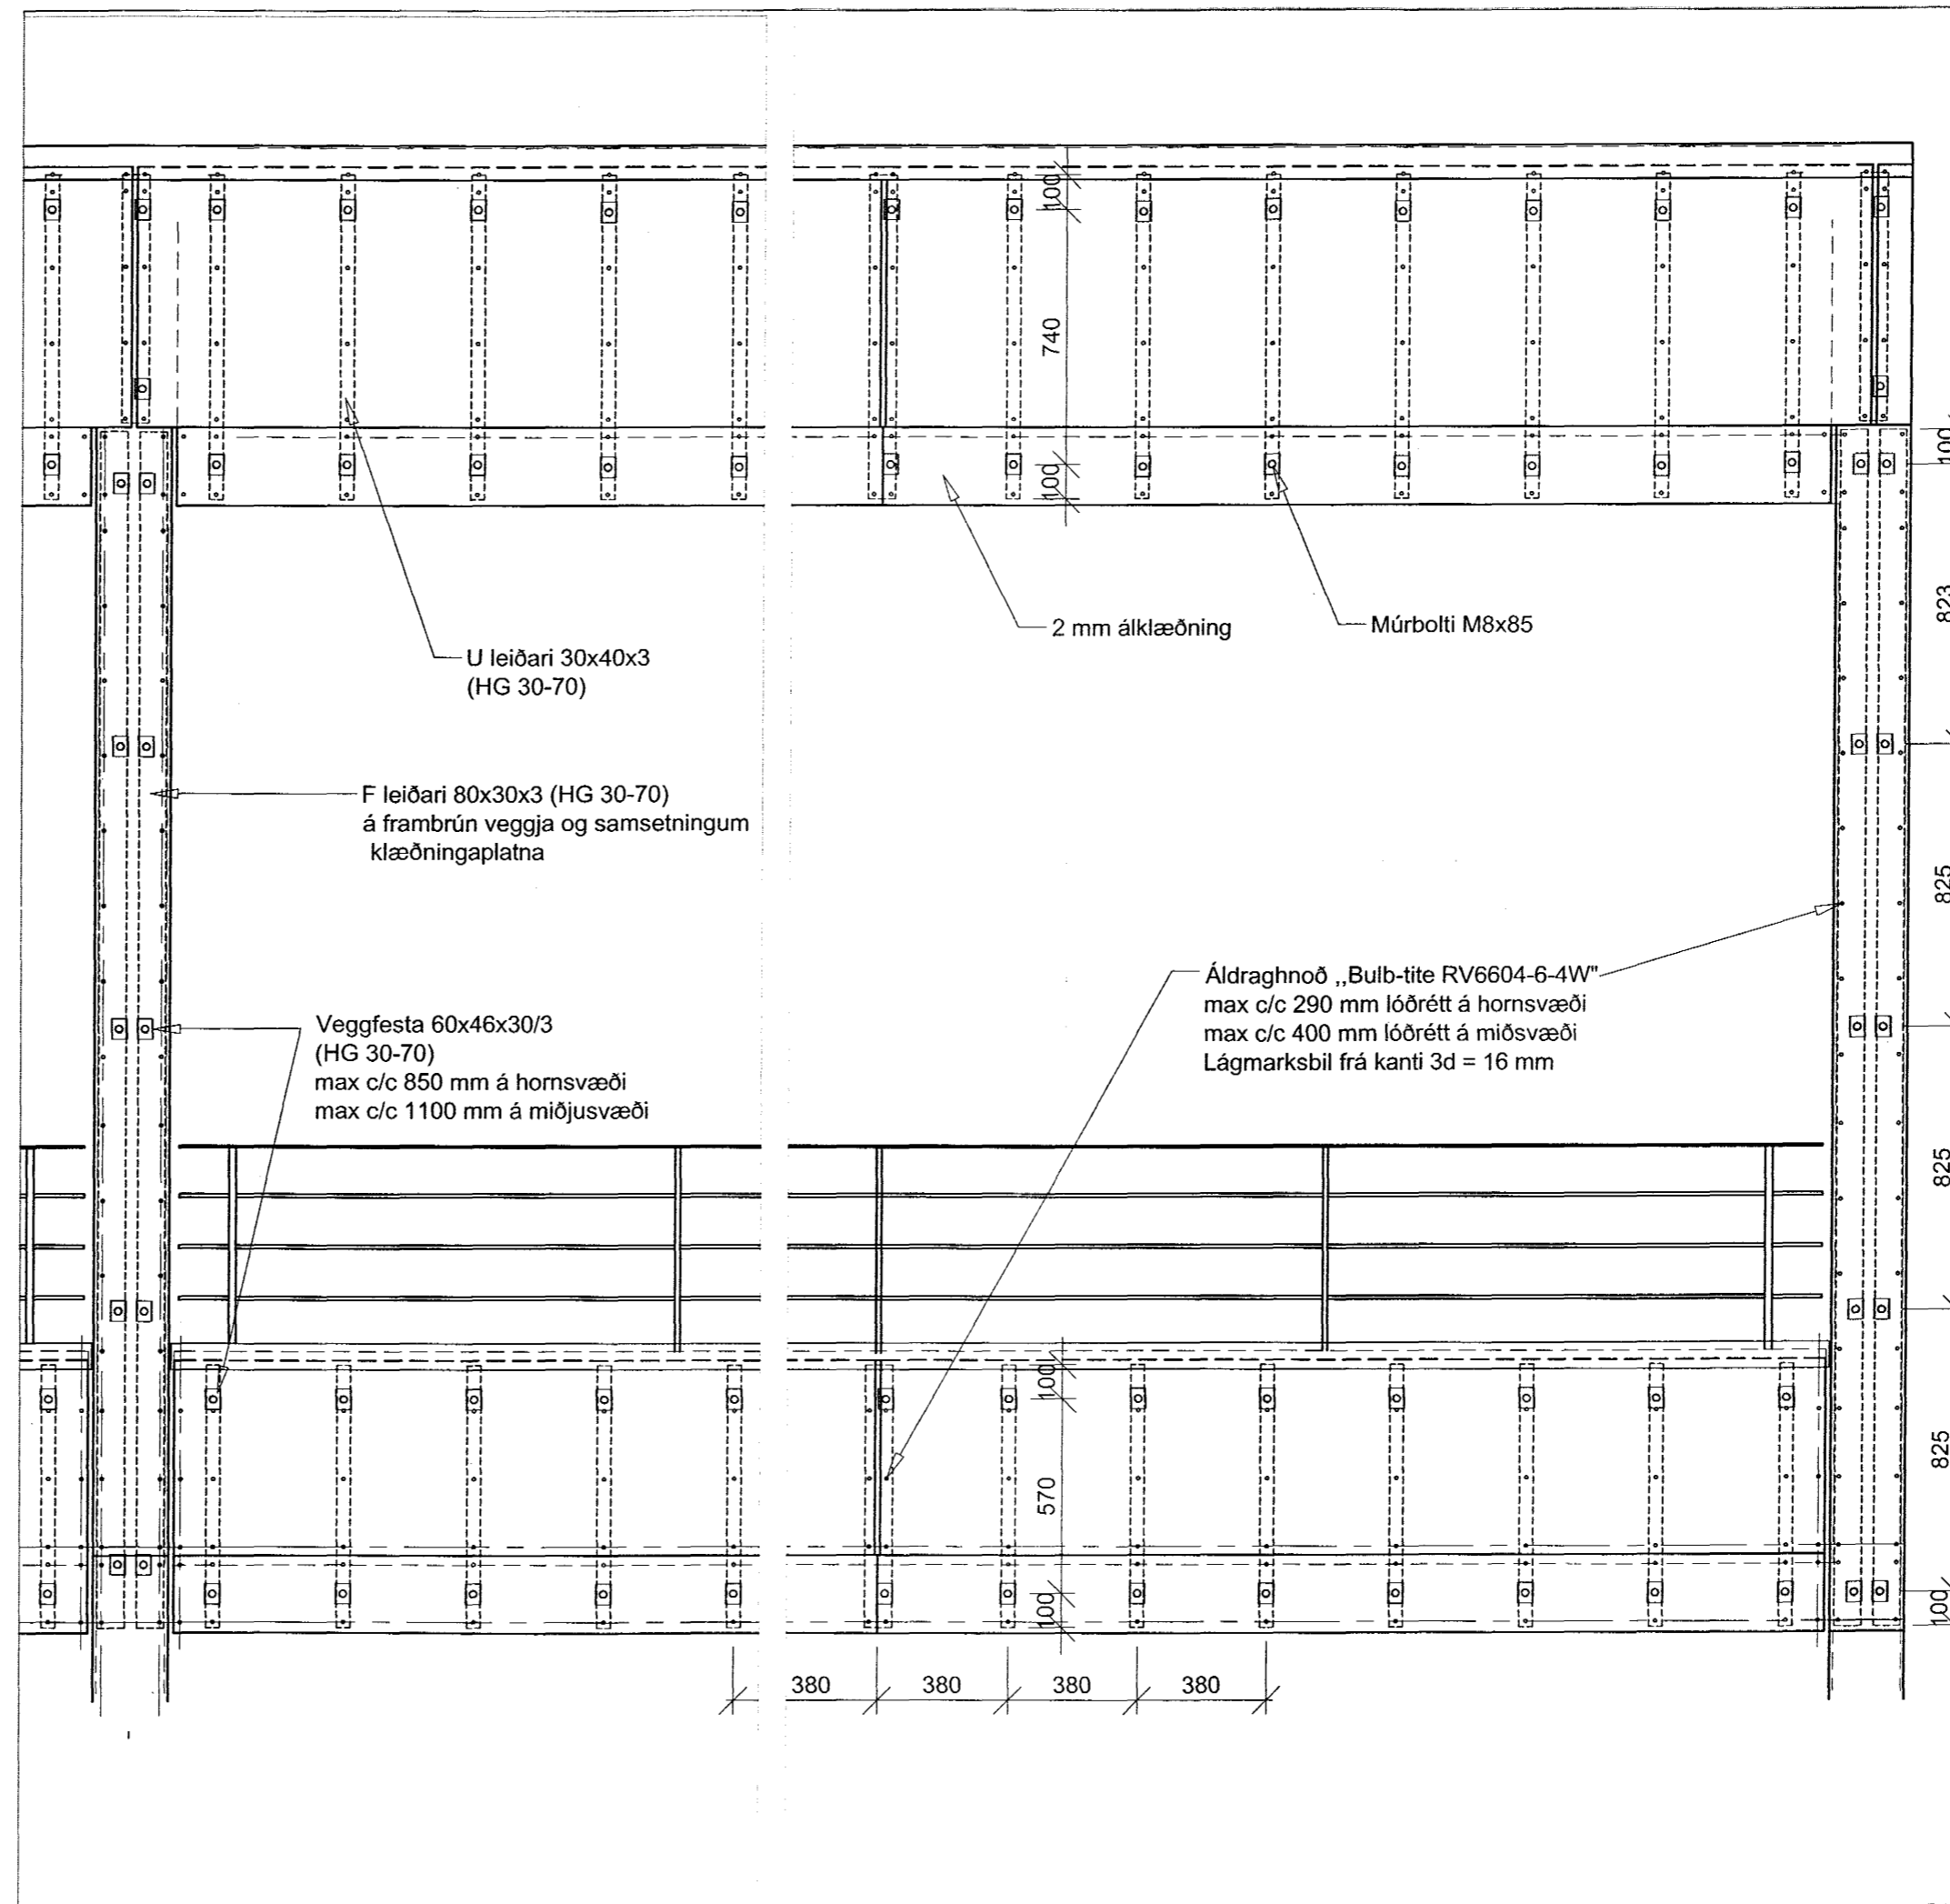 100
740
100
100
823
825
825
825
100
2 mm álklæðning
Múrbolti M8x85
U leiðari 30x40x3
(HG 30-70)
F leiðari 80x30x3 (HG 30-70)
á frambrún veggja og samsetningum
klæðningaplatna
Áldraghnoð ,,Bulb-tite RV6604-6-4W"
max c/c 290 mm lóðrétt á hornsvæði
max c/c 400 mm lóðrétt á miðsvæði
Lágmarksbil frá kanti 3d = 16 mm
Veggfesta 60x46x30/3
(HG 30-70)
max c/c 850 mm á hornsvæði
max c/c 1100 mm á miðjusvæði
100
570
100
380
380
380
380